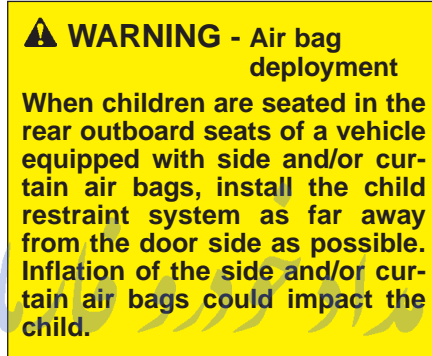 WARNING - Air bag
deployment
When children are seated in the
rear outboard seats of a vehicle
equipped with side and/or cur-
tain air bags, install the child
restraint system as far away
from the door side as possible.
Inflation of the side and/or cur-
tain air bags could impact the
child.